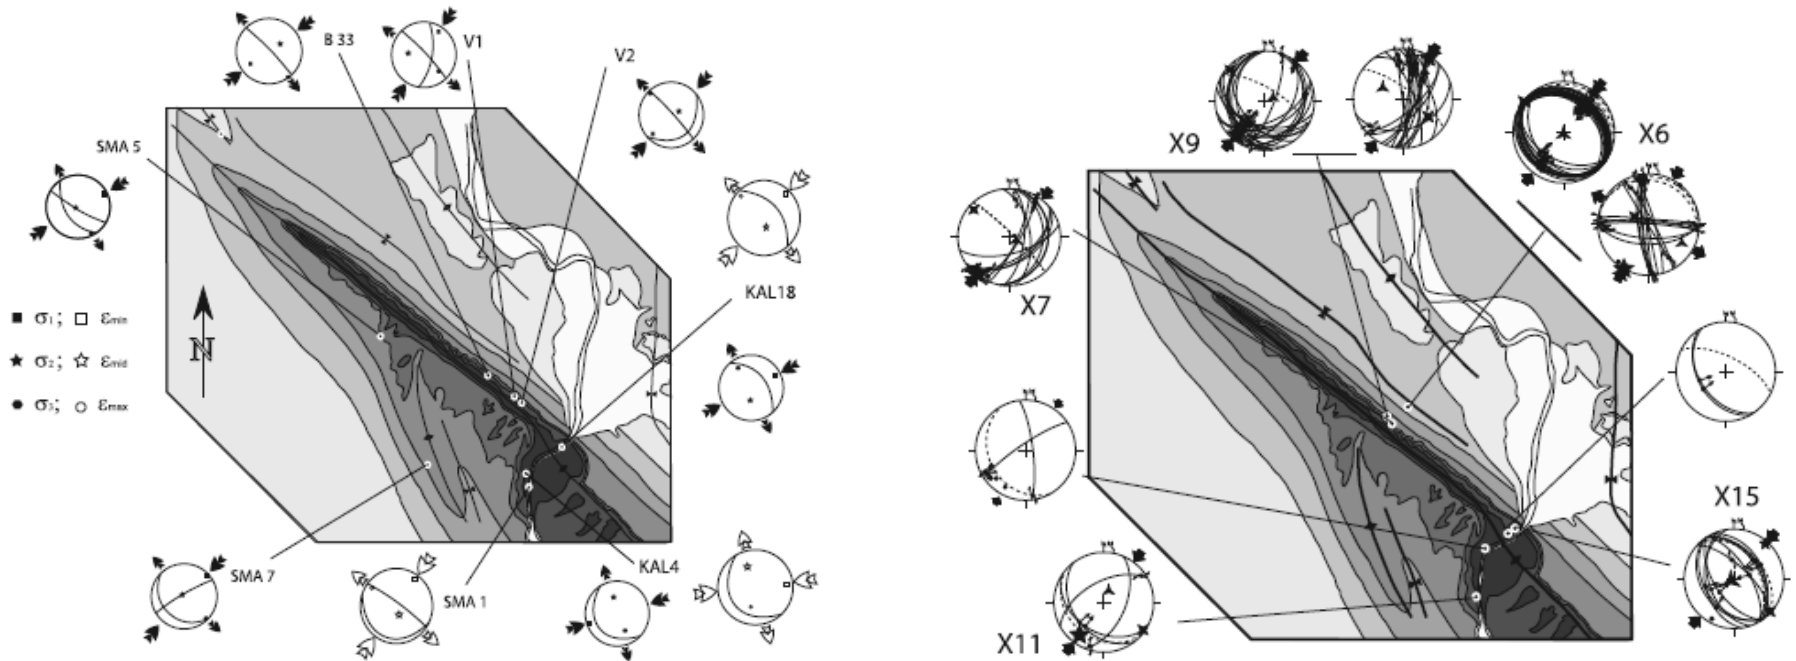 B 33
V1
V2
SMA 5
KAL18
σ1; εmin
σ2; εmid
σ3; εmax
N
SMA 7
SMA 1
KAL4
X9
X6
X7
X15
X11